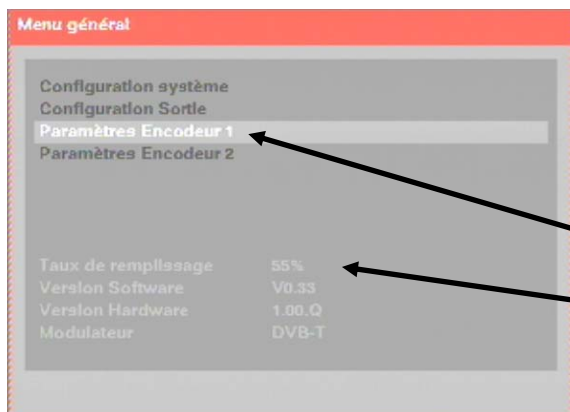 Menu général
Configuration système
Configuration Sortie
Paramètres Encodeur 1
Paramètres Encodeur 2
Taux de remplissage 55%
Version Software V0.33
Version Hardware 1.00.Q
Modulateur DVB-T